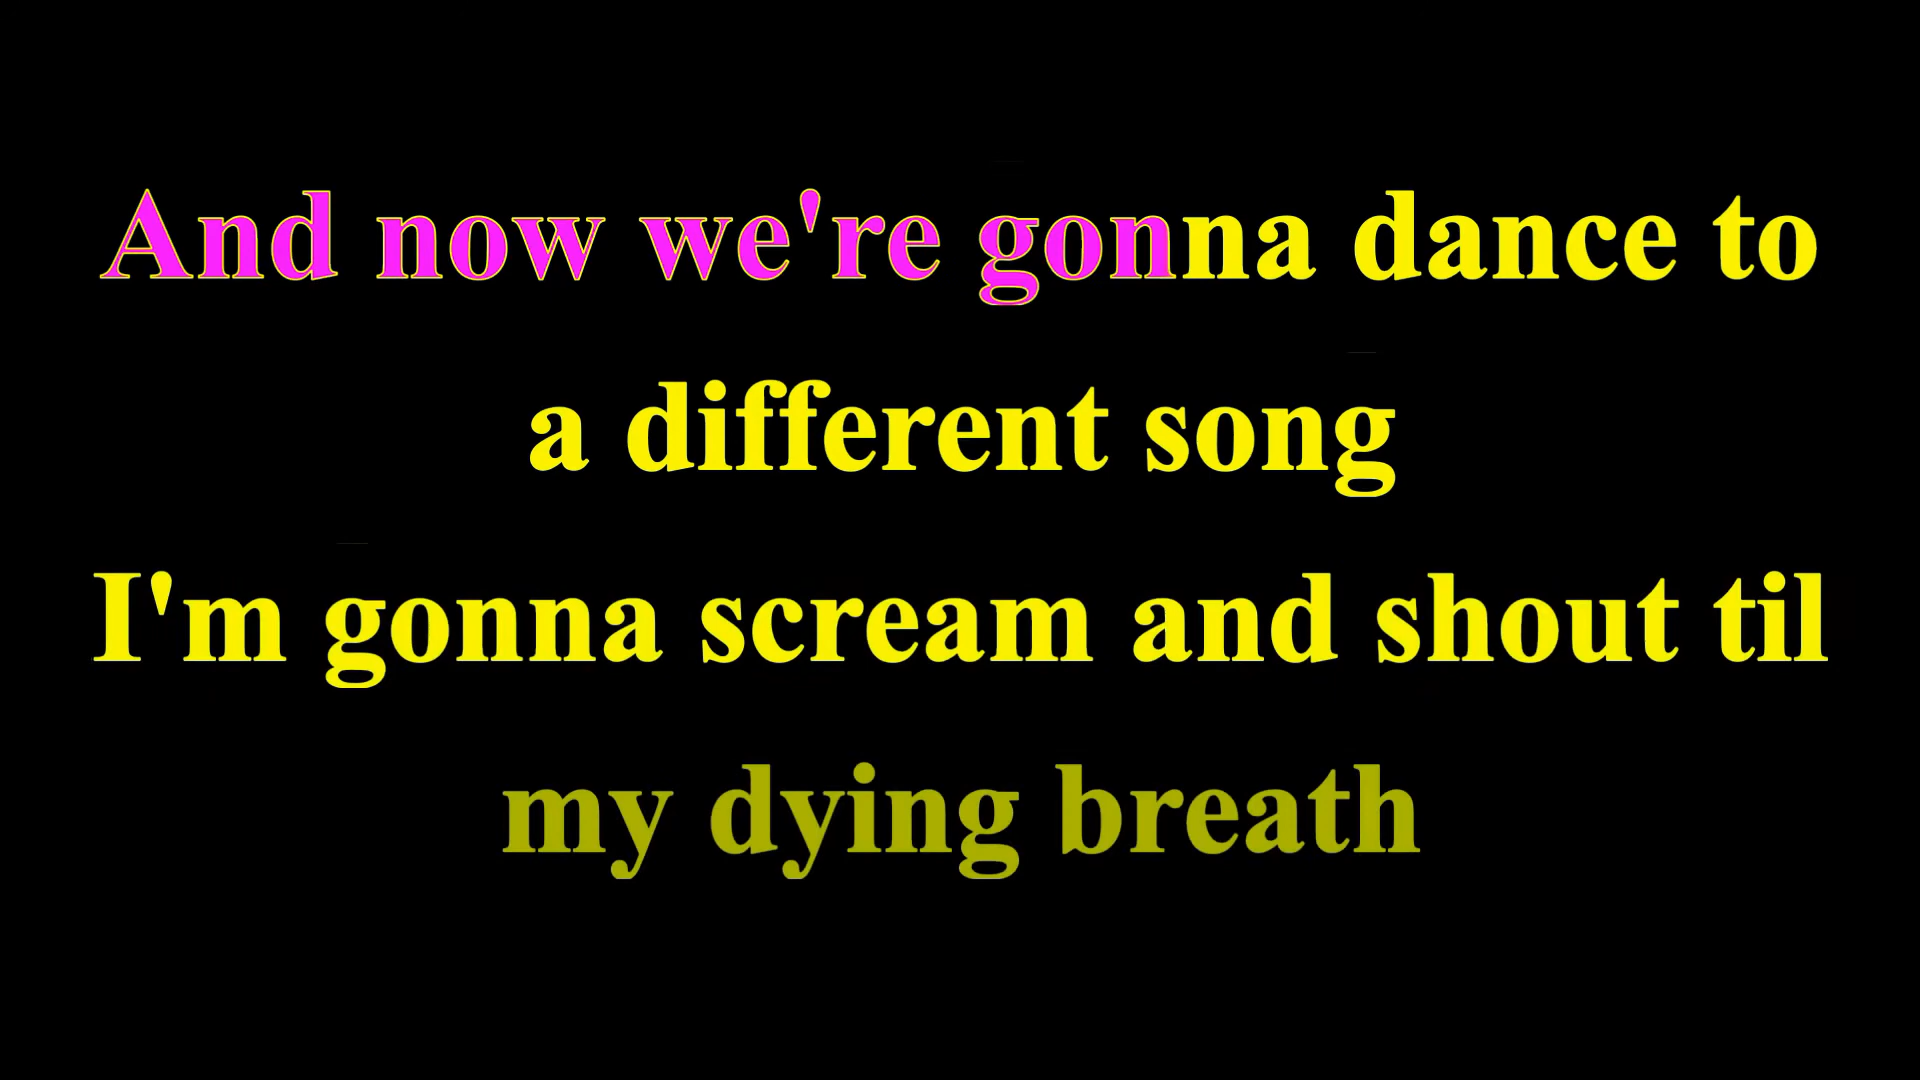 And now we're gonna dance to
a different song
I'm gonna scream and shout til
my dying breath